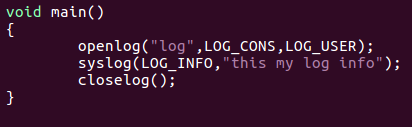 void main()
{
        openlog("log",LOG_CONS,LOG_USER);
        syslog(LOG_INFO,"this my log info");
        closelog();
}